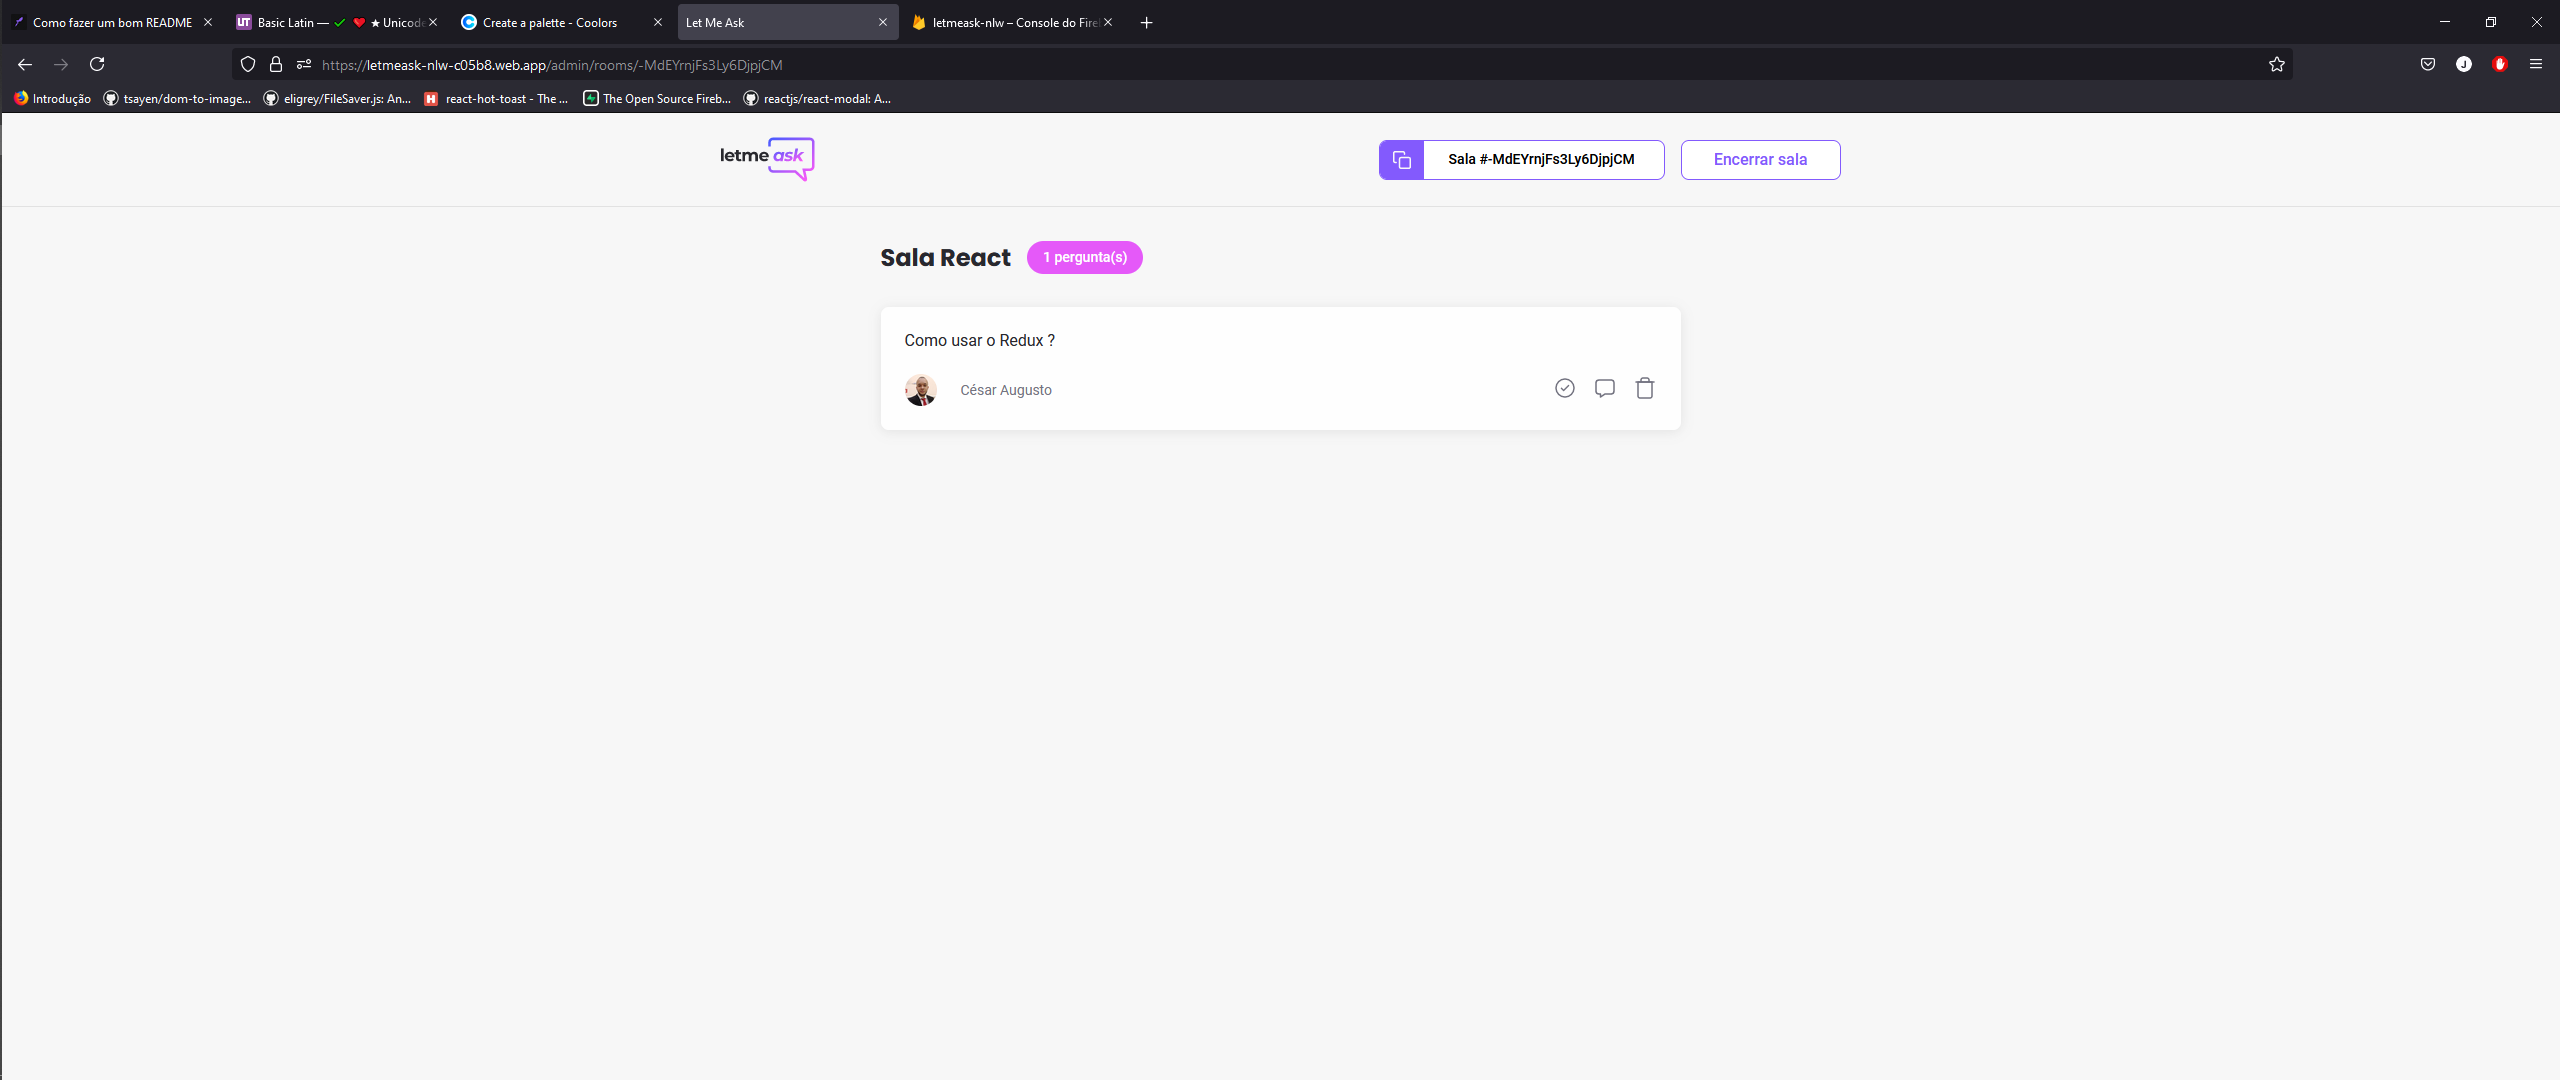 Como fazer um bom README
UT Basic Latin — ✓ ❤ ★ Unicode
Create a palette - Coolors
Let Me Ask
letmeask-nlw – Console do Fire
https://letmeask-nlw-c05b8.web.app/admin/rooms/-MdEYrnjFs3Ly6DjpjCM
J
Introdução
tsayen/dom-to-image...
eligrey/FileSaver.js: An...
H react-hot-toast - The ...
The Open Source Fireb...
reactjs/react-modal: A...
letme ask
Sala #-MdEYrnjFs3Ly6DjpjCM
Encerrar sala
Sala React
1 pergunta(s)
Como usar o Redux ?
César Augusto